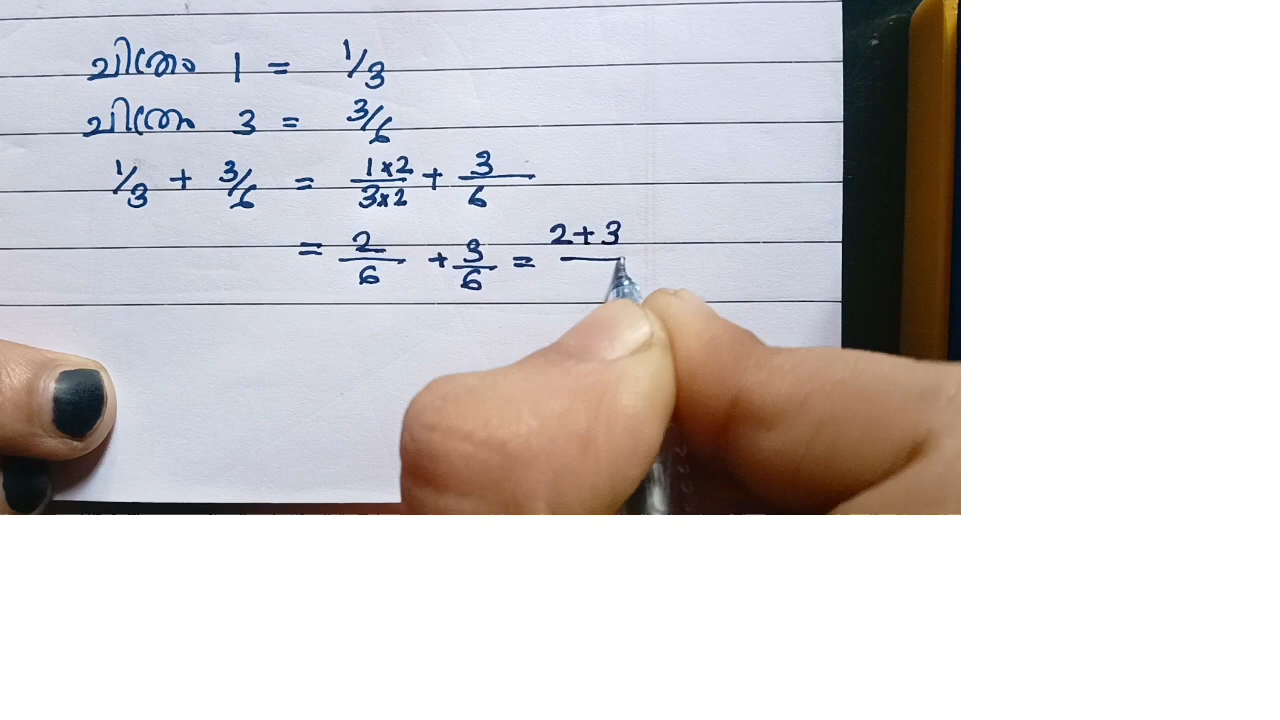 ചിത്രം 1 = 1/3
ചിത്രം 3 = 3/6
1/3 + 3/6 = 1×2/3×2 + 3/6
= 2/6 + 3/6 = 2+3